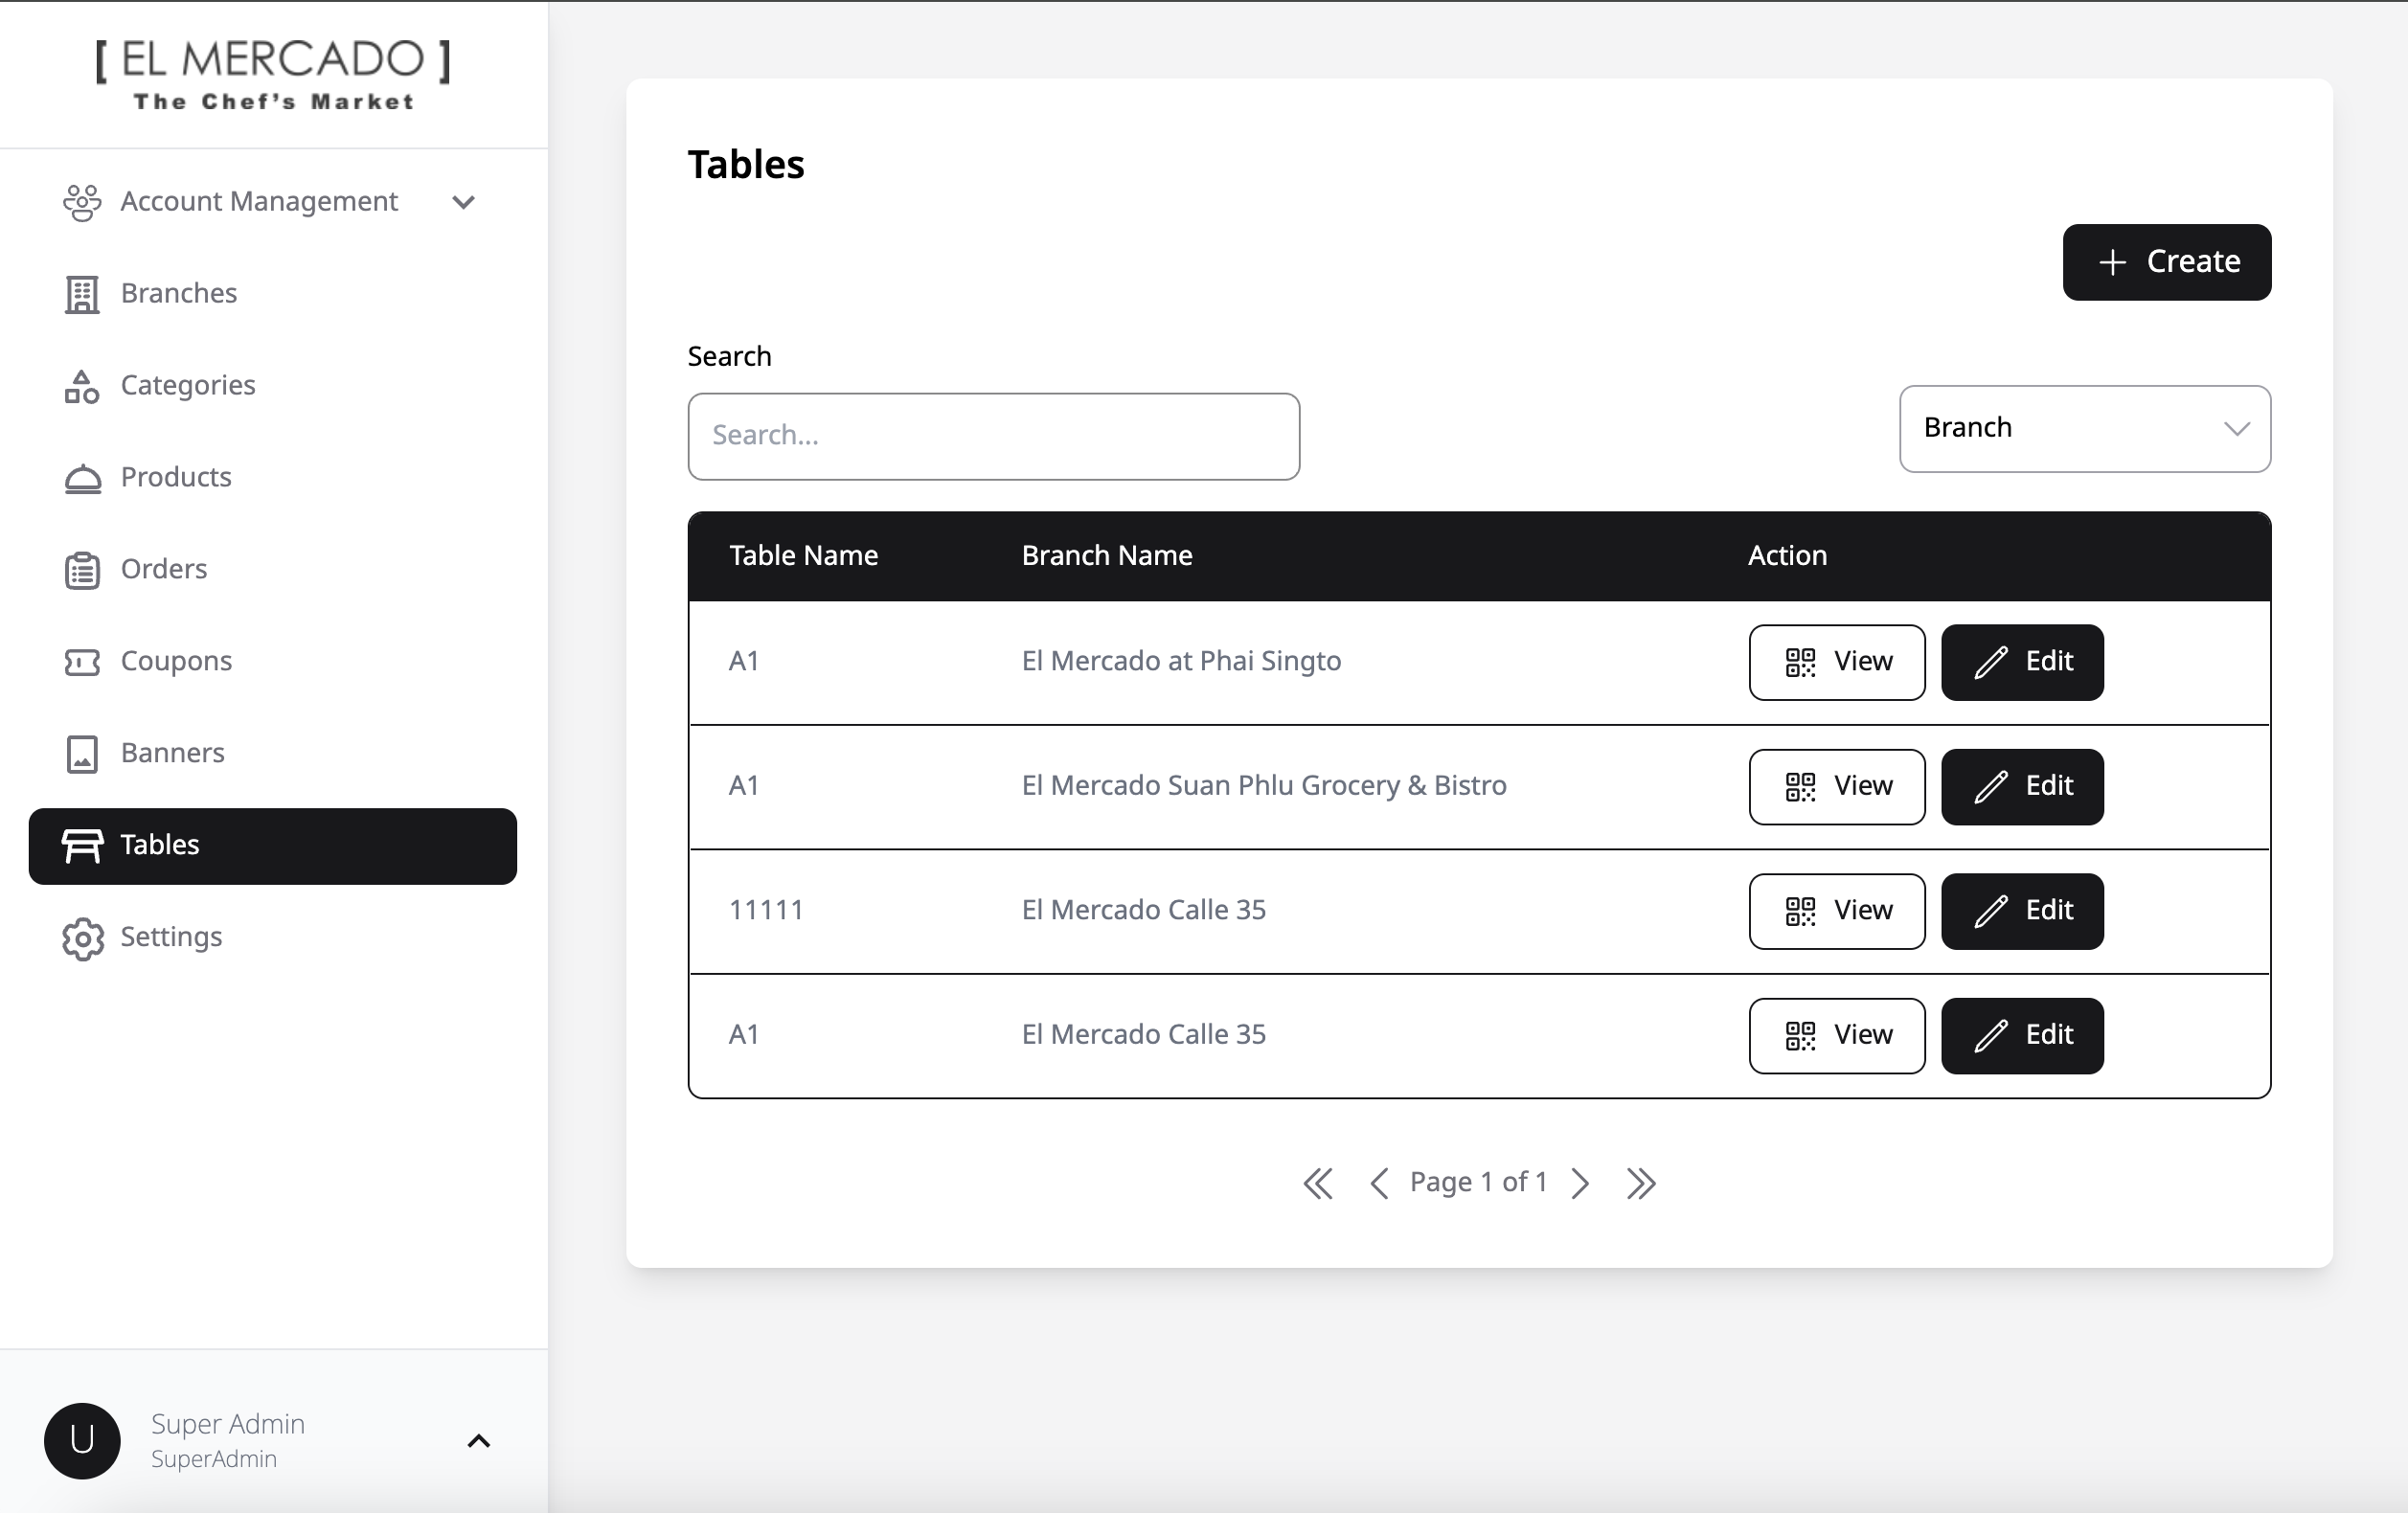 [ EL MERCADO ]
The Chef's Market
Account Management
Branches
Categories
Products
Orders
Coupons
Banners
Tables
Settings
U
Super Admin
SuperAdmin
Tables
+ Create
Search
Search...
Branch
Table Name Branch Name Action
A1 El Mercado at Phai Singto View Edit
A1 El Mercado Suan Phlu Grocery & Bistro View Edit
11111 El Mercado Calle 35 View Edit
A1 El Mercado Calle 35 View Edit
Page 1 of 1